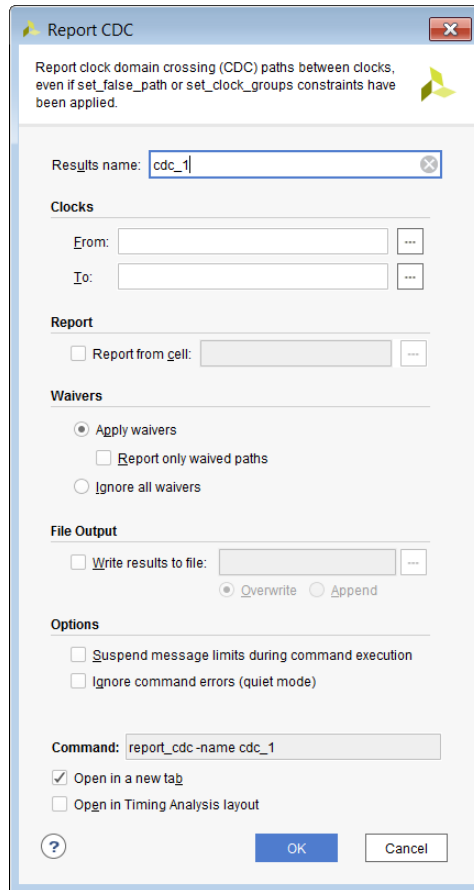 Report CDC
Report clock domain crossing (CDC) paths between clocks,
even if set_false_path or set_clock_groups constraints have
been applied.
Results name: cdc_1
Clocks
From: ...
To: ...
Report
Report from cell: ...
Waivers
Apply waivers
Report only waived paths
Ignore all waivers
File Output
Write results to file: ...
Overwrite Append
Options
Suspend message limits during command execution
Ignore command errors (quiet mode)
Command: report_cdc -name cdc_1
Open in a new tab
Open in Timing Analysis layout
? OK Cancel